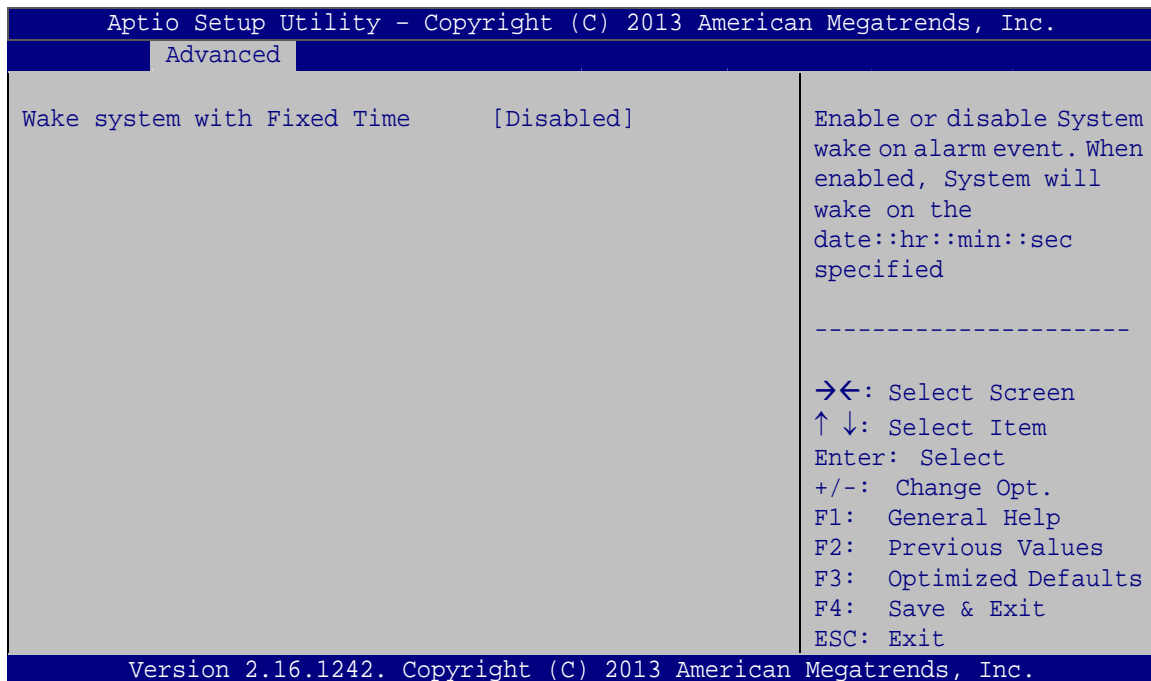 Aptio Setup Utility – Copyright (C) 2013 American Megatrends, Inc.
Advanced
Wake system with Fixed Time [Disabled]
Enable or disable System
wake on alarm event. When
enabled, System will
wake on the
date::hr::min::sec
specified
----------------------
→←: Select Screen
↑ ↓: Select Item
Enter: Select
+/-: Change Opt.
F1: General Help
F2: Previous Values
F3: Optimized Defaults
F4: Save & Exit
ESC: Exit
Version 2.16.1242. Copyright (C) 2013 American Megatrends, Inc.